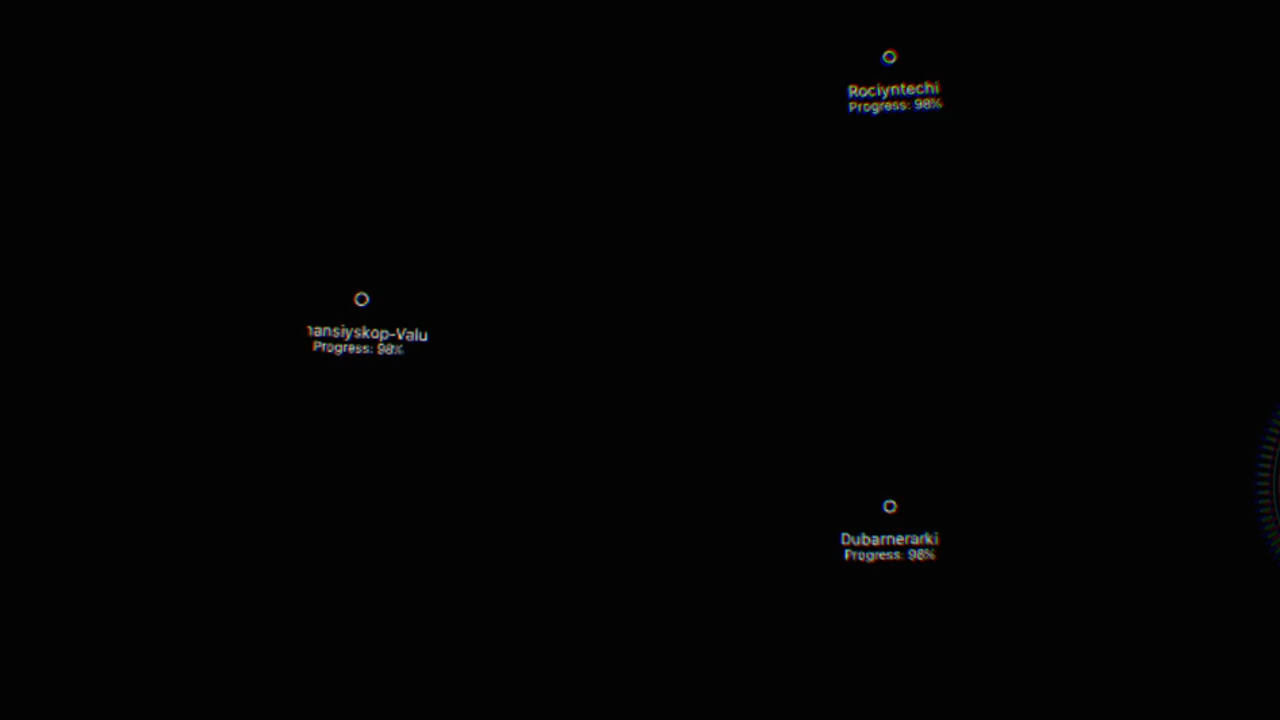 Rociyntechi
Progress: 98%
ansiyskop-Valu
Progress: 98%
Dubarnerarki
Progress: 98%